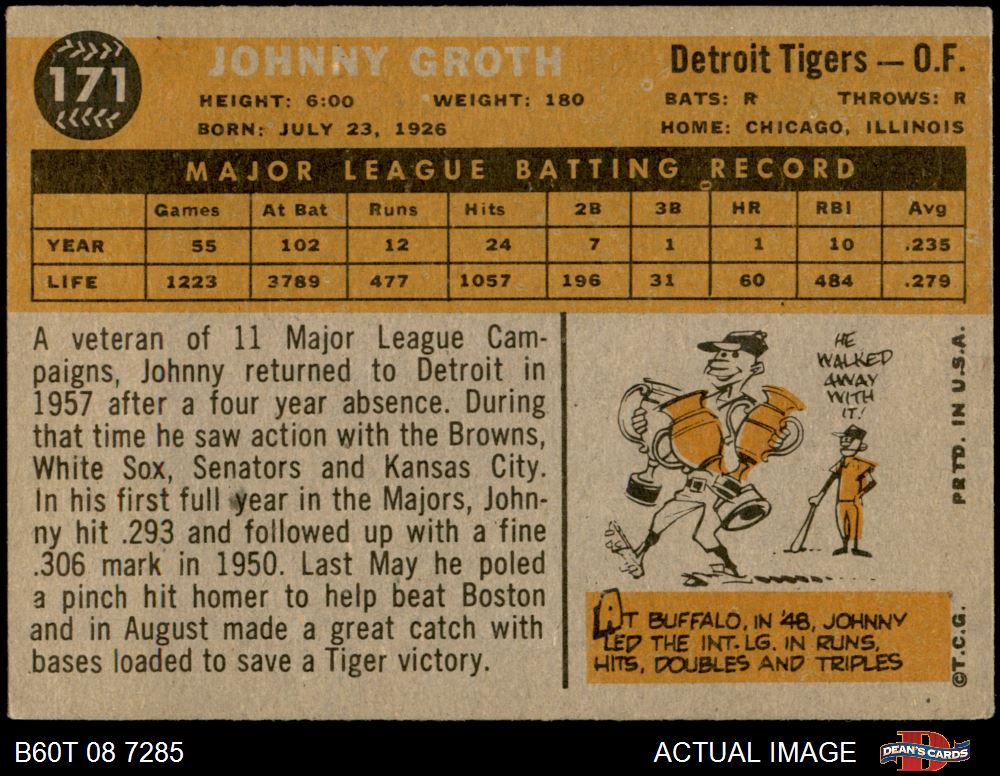 171
JOHNNY GROTH
Detroit Tigers — O.F.
HEIGHT: 6:00 WEIGHT: 180 BATS: R THROWS: R
BORN: JULY 23, 1926 HOME: CHICAGO, ILLINOIS
MAJOR LEAGUE BATTING RECORD
Games At Bat Runs Hits 2B 3B HR RBI Avg
YEAR 55 102 12 24 7 1 1 10 .235
LIFE 1223 3789 477 1057 196 31 60 484 .279
A veteran of 11 Major League Cam-
paigns, Johnny returned to Detroit in
1957 after a four year absence. During
that time he saw action with the Browns,
White Sox, Senators and Kansas City.
In his first full year in the Majors, John-
ny hit .293 and followed up with a fine
.306 mark in 1950. Last May he poled
a pinch hit homer to help beat Boston
and in August made a great catch with
bases loaded to save a Tiger victory.
HE
WALKED
AWAY
WITH
IT!
AT BUFFALO, IN '48, JOHNNY
LED THE INT. LG. IN RUNS,
HITS, DOUBLES AND TRIPLES
©T.C.G. PRTD. IN U.S.A.
B60T 08 7285
ACTUAL IMAGE
DEAN'S CARDS